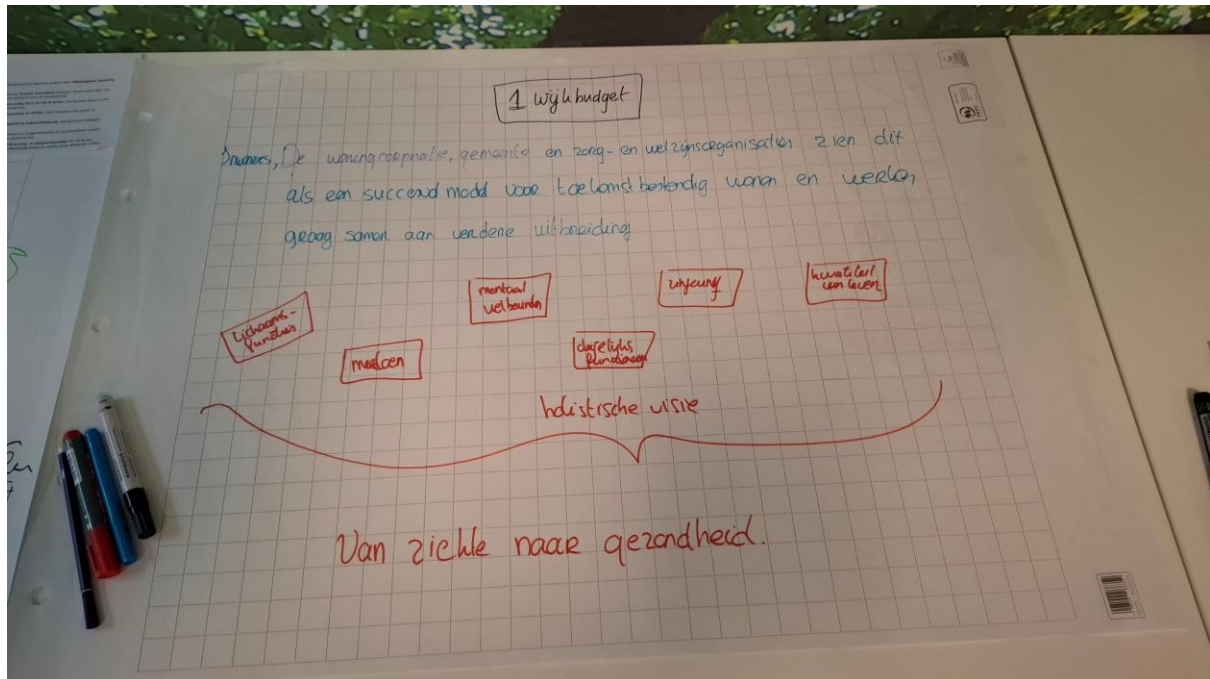 1 wijkbudget
De woningcoöperatie, gemeente en zorg- en welzijnsorganisaties zien dit
als een succesvol model voor toekomstbestendig wonen en werken
graag samen aan verdere uitbreiding
Lichaams-
functies
meedoen
mentaal
welbevinden
dagelijks
functioneren
zingeving
kwaliteit
van leven
holistische visie
Van ziekte naar gezondheid.